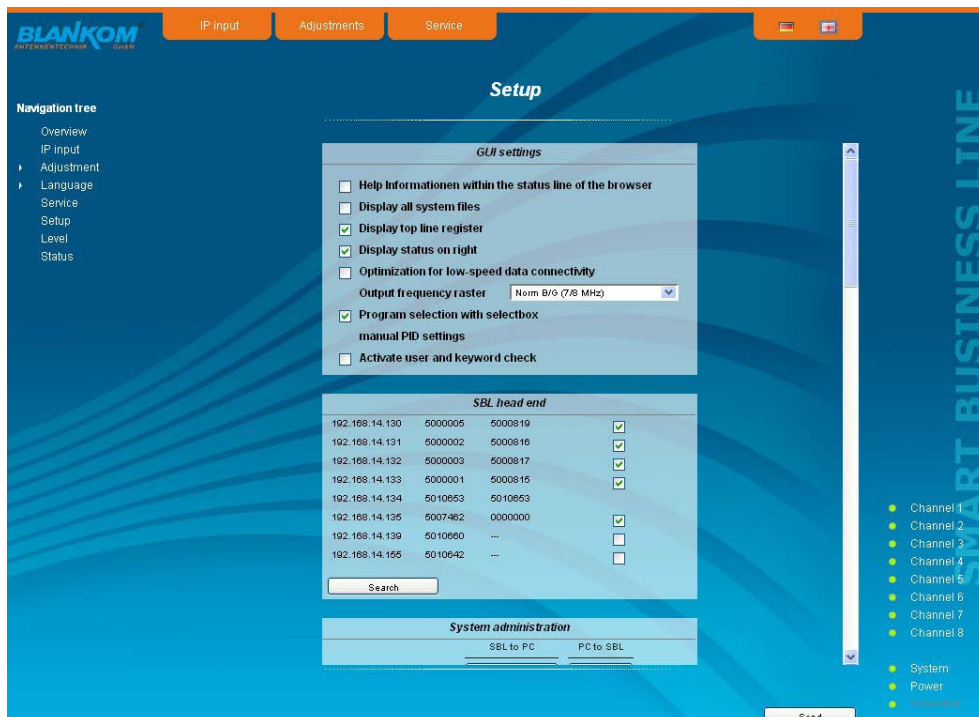 BLANKOM
ANTENNENTECHNIK GmbH
IP input
Adjustments
Service
Setup
Navigation tree
Overview
IP input
Adjustment
Language
Service
Setup
Level
Status
GUI settings
Help Informationen within the status line of the browser
Display all system files
Display top line register
Display status on right
Optimization for low-speed data connectivity
Output frequency raster Norm B/G (7/8 MHz)
Program selection with selectbox
manual PID settings
Activate user and keyword check
SBL head end
192.168.14.130 5000005 5000819
192.168.14.131 5000002 5000816
192.168.14.132 5000003 5000817
192.168.14.133 5000001 5000815
192.168.14.134 5010653 5010653
192.168.14.135 5007462 0000000
192.168.14.139 5010660 ---
192.168.14.155 5010642 ---
Search
System administration
SBL to PC PC to SBL
SMART BUSINESS LINE
Channel 1
Channel 2
Channel 3
Channel 4
Channel 5
Channel 6
Channel 7
Channel 8
System
Power
Send